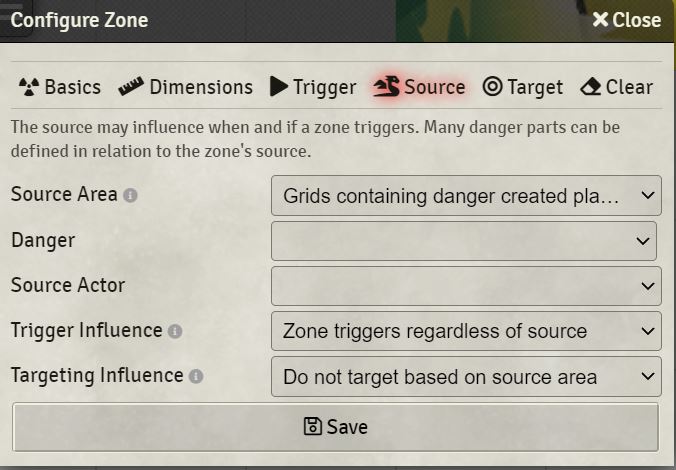 Configure Zone
Close
Basics Dimensions Trigger Source Target Clear
The source may influence when and if a zone triggers. Many danger parts can be
defined in relation to the zone's source.
Source Area Grids containing danger created pla…
Danger
Source Actor
Trigger Influence Zone triggers regardless of source
Targeting Influence Do not target based on source area
Save